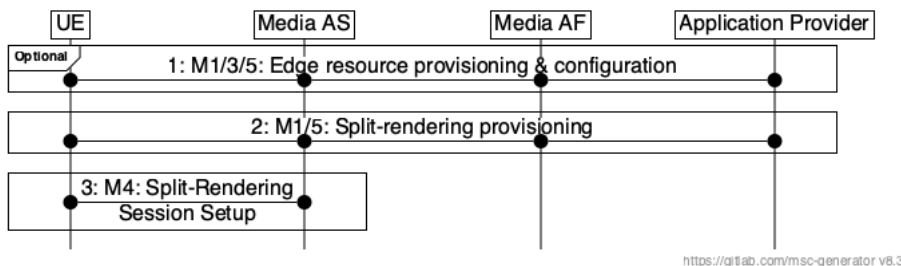 UE Media AS Media AF Application Provider
Optional
1: M1/3/5: Edge resource provisioning & configuration
2: M1/5: Split-rendering provisioning
3: M4: Split-Rendering
Session Setup
https://gitlab.com/msc-generator v8.3